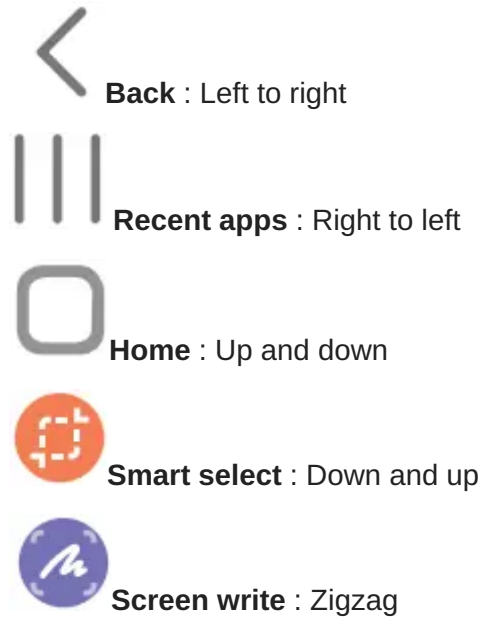 Back : Left to right
Recent apps : Right to left
Home : Up and down
Smart select : Down and up
Screen write : Zigzag